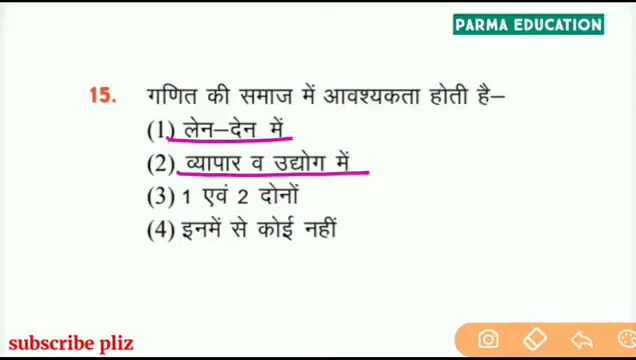 PARMA EDUCATION
15. गणित की समाज में आवश्यकता होती है–
(1) लेन–देन में
(2) व्यापार व उद्योग में
(3) 1 एवं 2 दोनों
(4) इनमें से कोई नहीं
subscribe pliz